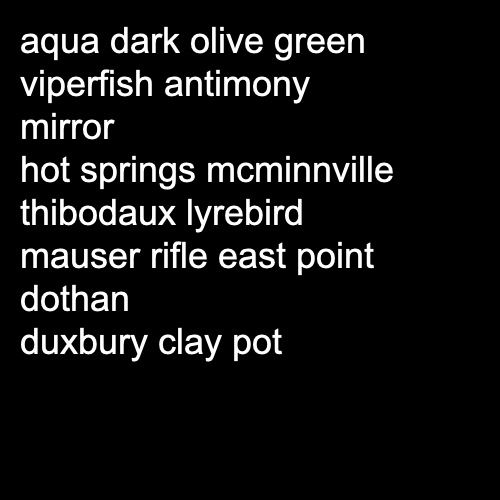 aqua dark olive green
viperfish antimony
mirror
hot springs mcminnville
thibodaux lyrebird
mauser rifle east point
dothan
duxbury clay pot